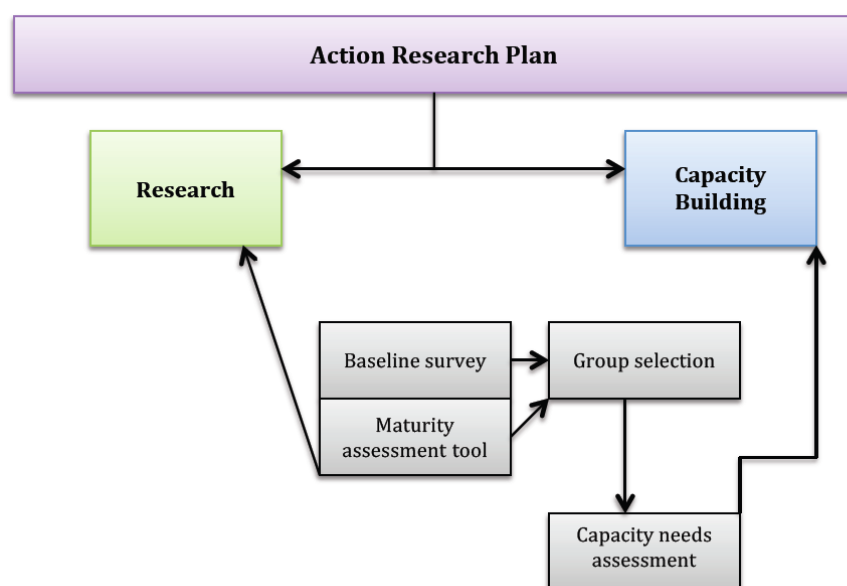 Action Research Plan
Research
Capacity
Building
Baseline survey
Group selection
Maturity
assessment tool
Capacity needs
assessment